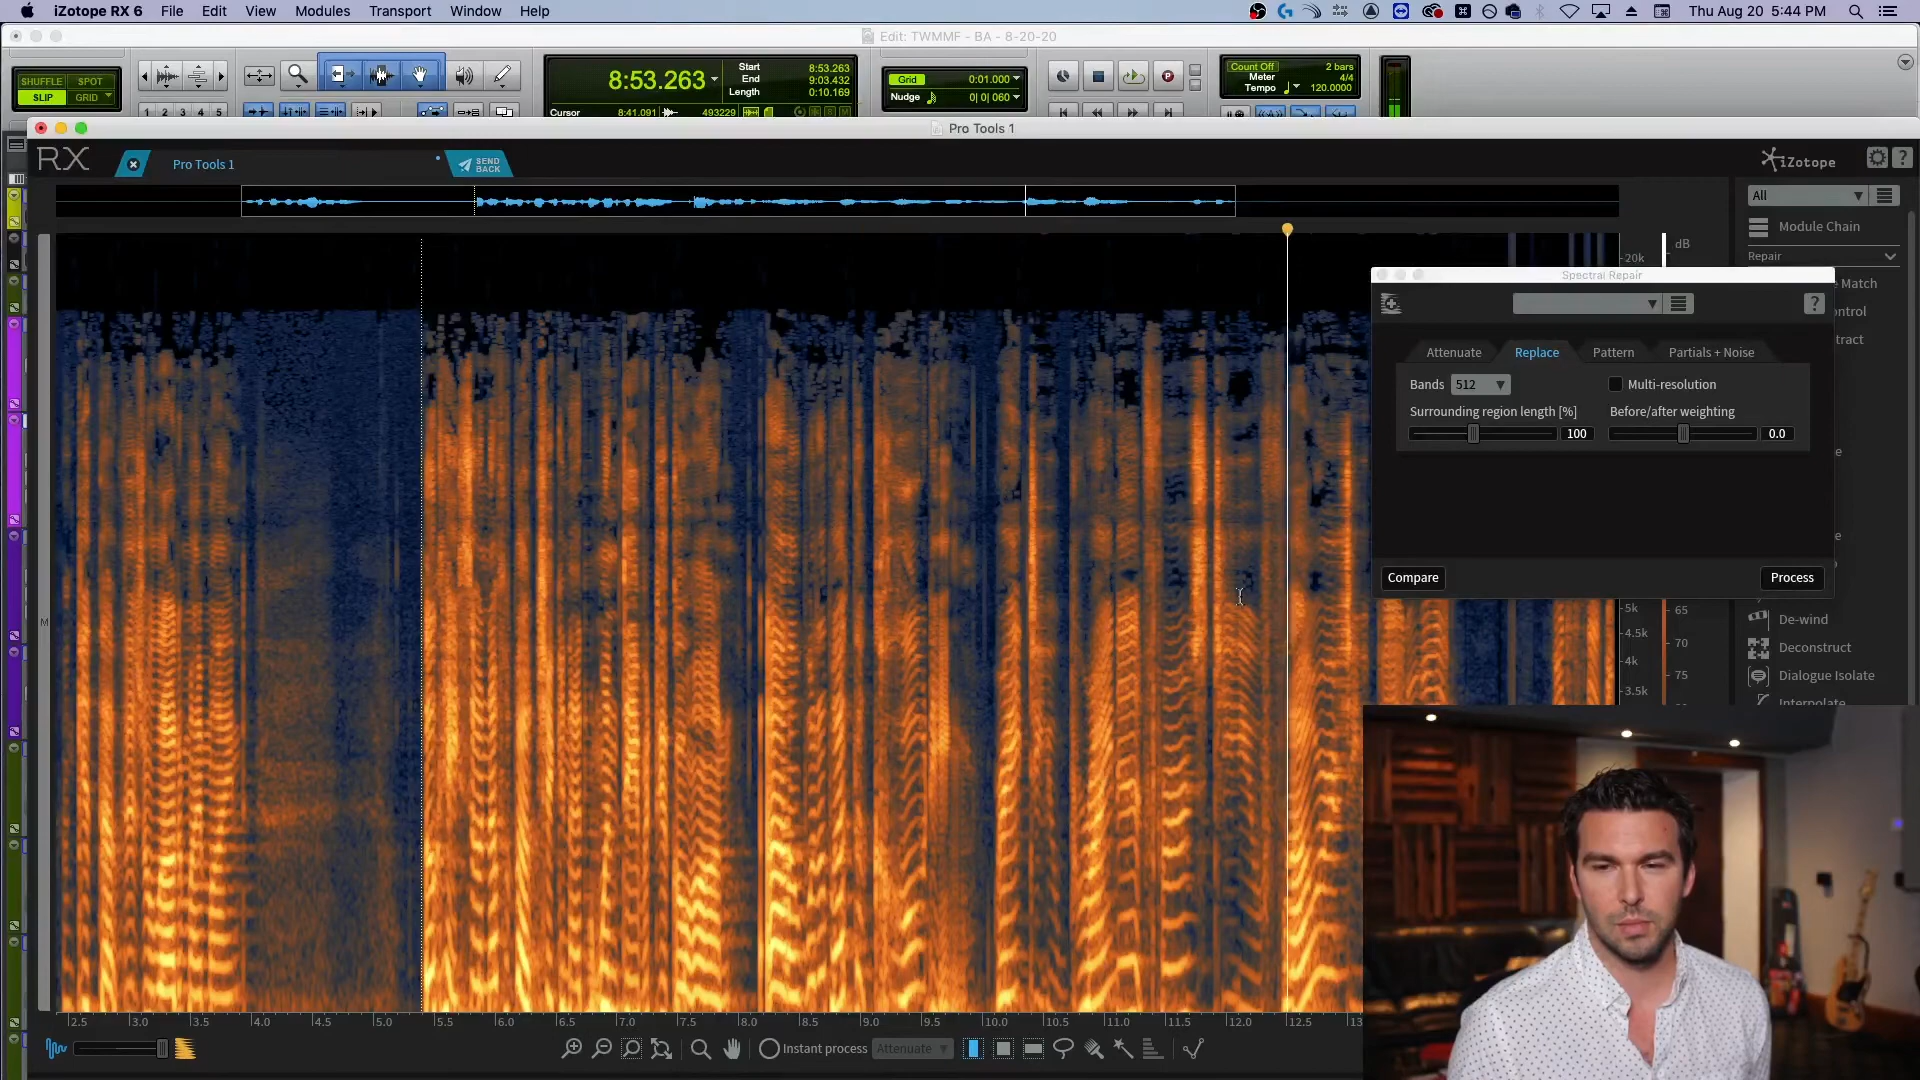 iZotope RX 6 File Edit View Modules Transport Window Help Thu Aug 20 5:44 PM
Edit: TWMMF - BA - 8-20-20
SHUFFLE SPOT
SLIP GRID
1 2 3 4 5
8:53.263
Start 8:53.263
End 9:03.432
Length 0:10.169
Cursor 8:41.091 493229
Grid 0:01.000
Nudge 0| 0| 060
Count Off 2 bars
Meter 4/4
Tempo 120.0000
Pro Tools 1
RX
Pro Tools 1
SEND BACK
iZotope
All
Module Chain
Repair
20k
dB
Spectral Repair
e Match
ontrol
tract
Attenuate Replace Pattern Partials + Noise
Bands 512 Multi-resolution
Surrounding region length [%] Before/after weighting
100 0.0
Compare Process
5k 65
4.5k 70
4k 75
3.5k
De-wind
Deconstruct
Dialogue Isolate
Interpolate
M
2.5 3.0 3.5 4.0 4.5 5.0 5.5 6.0 6.5 7.0 7.5 8.0 8.5 9.0 9.5 10.0 10.5 11.0 11.5 12.0 12.5 13
Instant process Attenuate